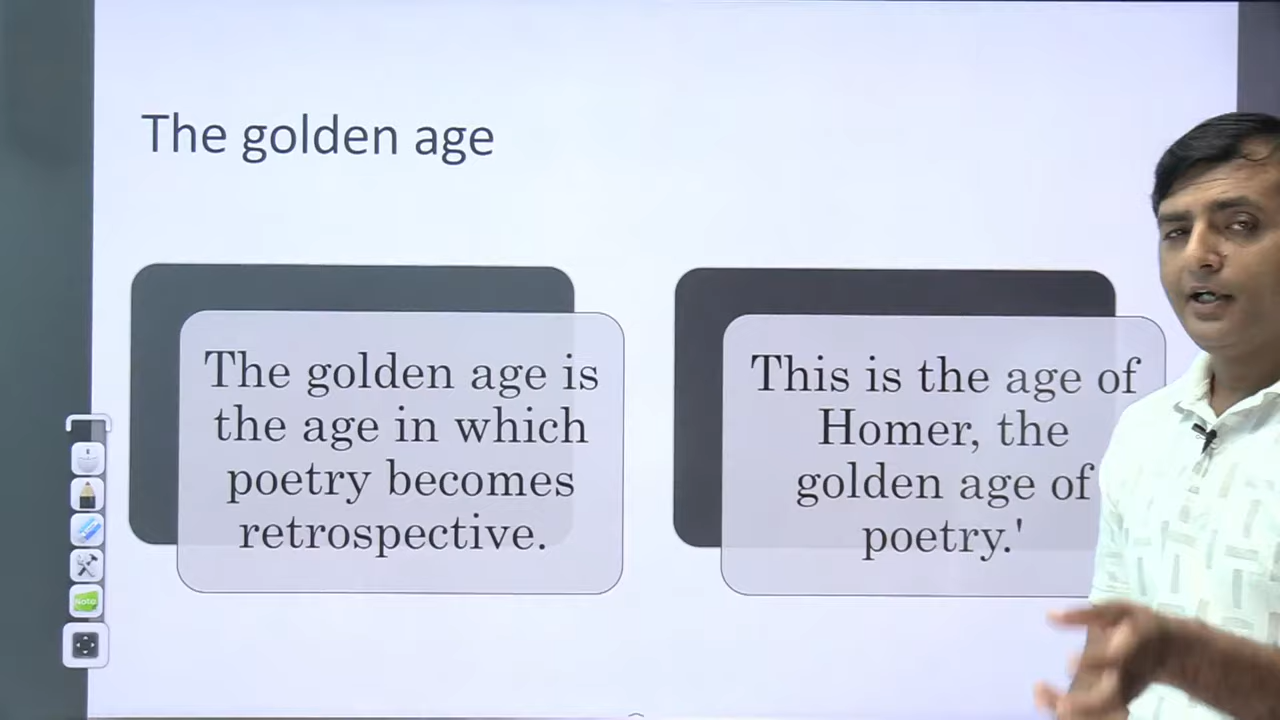 The golden age
The golden age is
the age in which
poetry becomes
retrospective.
This is the age of
Homer, the
golden age of
poetry.'
Note